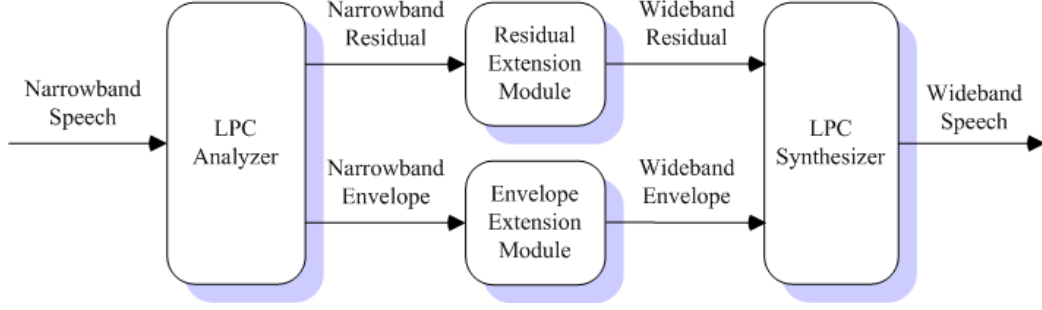 Narrowband
Speech
LPC
Analyzer
Narrowband
Residual
Residual
Extension
Module
Wideband
Residual
Narrowband
Envelope
Envelope
Extension
Module
Wideband
Envelope
LPC
Synthesizer
Wideband
Speech